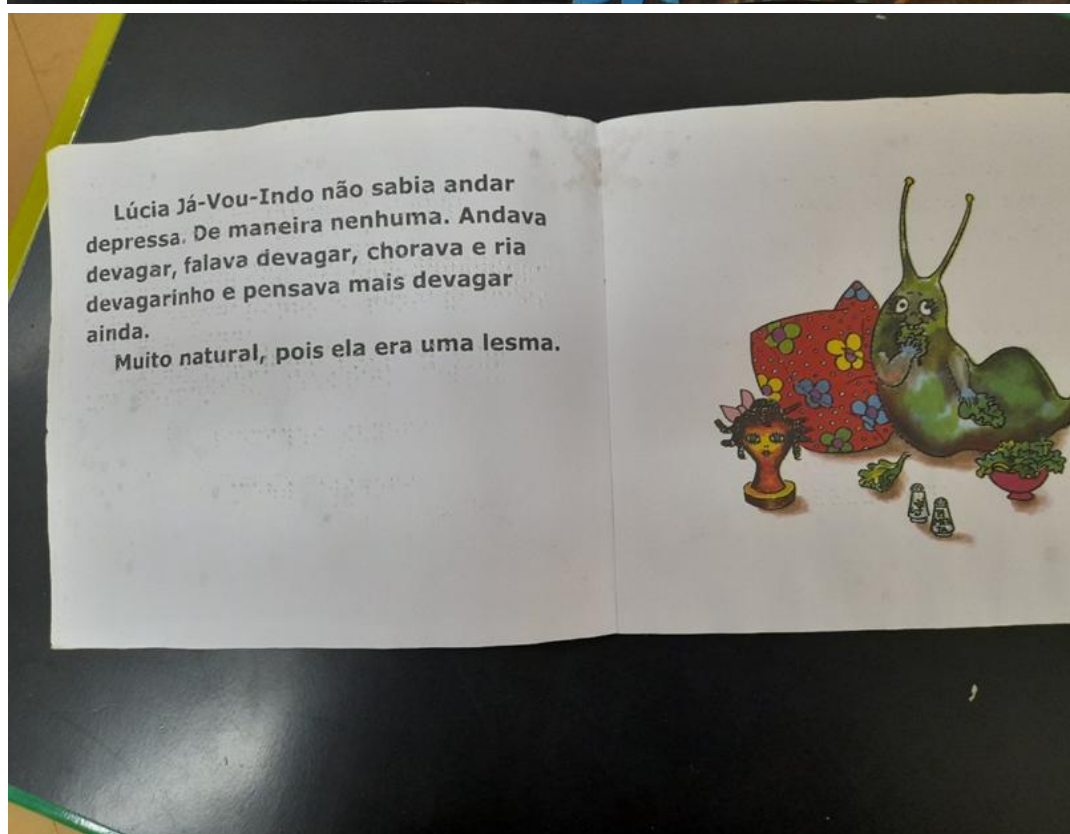 Lúcia Já-Vou-Indo não sabia andar
depressa. De maneira nenhuma. Andava
devagar, falava devagar, chorava e ria
devagarinho e pensava mais devagar
ainda.
Muito natural, pois ela era uma lesma.